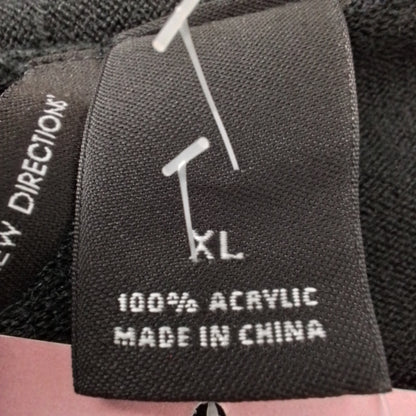 EW DIRECTIONS'
XL
100% ACRYLIC
MADE IN CHINA